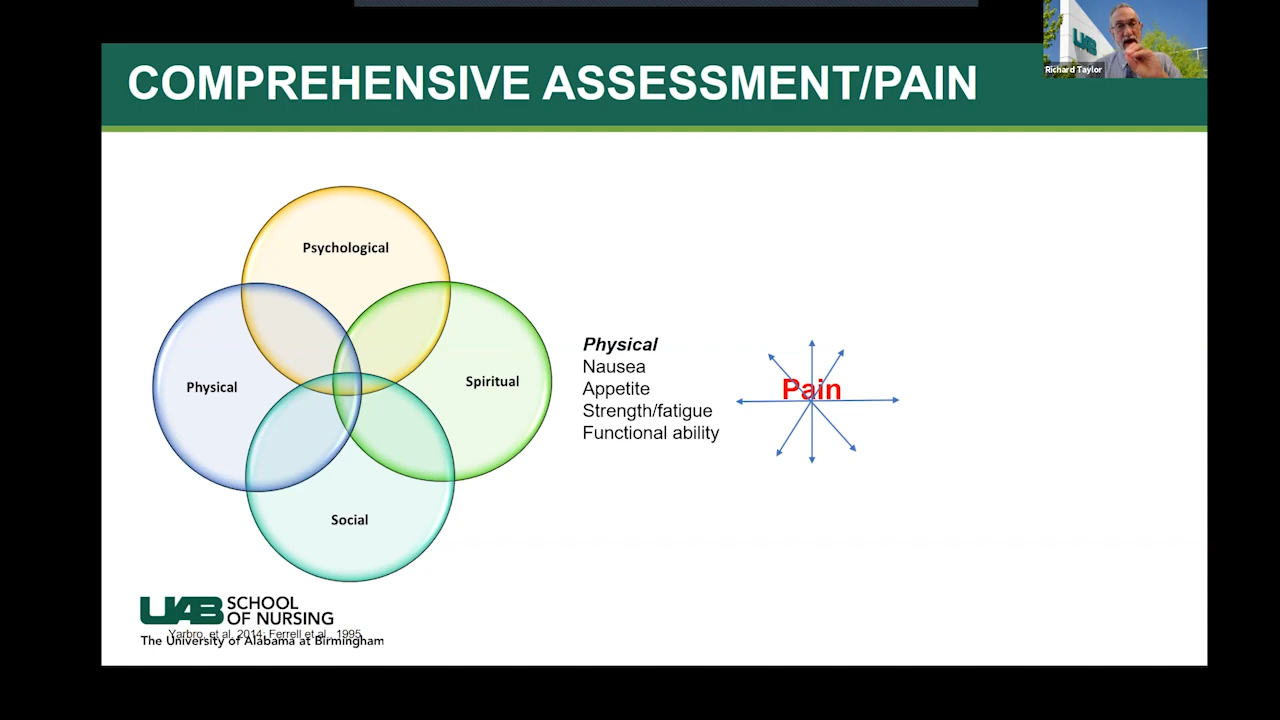 COMPREHENSIVE ASSESSMENT/PAIN
UAB
Richard Taylor
Psychological
Physical
Spiritual
Social
Physical
Nausea
Appetite
Strength/fatigue
Functional ability
Pain
UAB SCHOOL
OF NURSING
Yarbro, et al, 2014; Ferrell et al., 1995
The University of Alabama at Birmingham